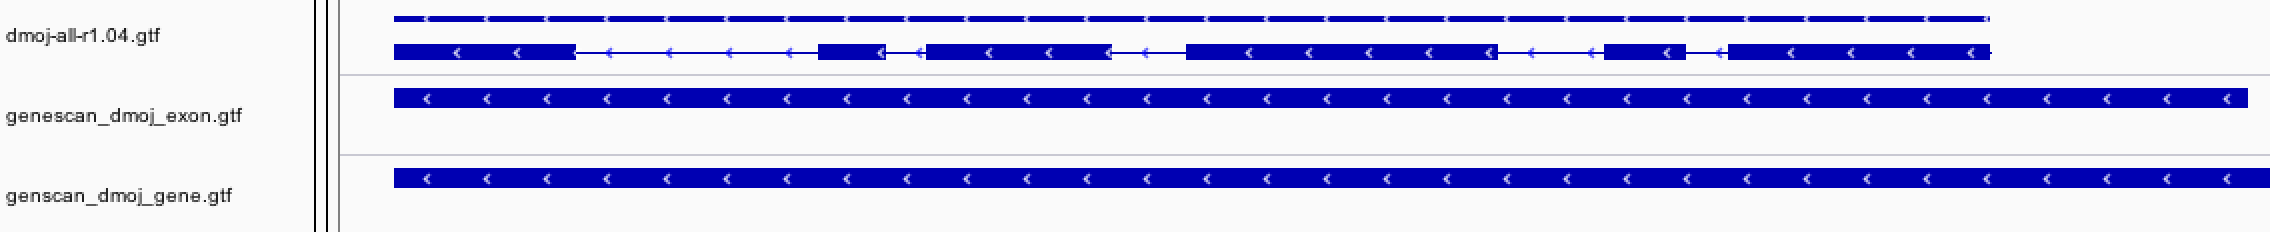 dmoj-all-r1.04.gtf
genescan_dmoj_exon.gtf
genscan_dmoj_gene.gtf